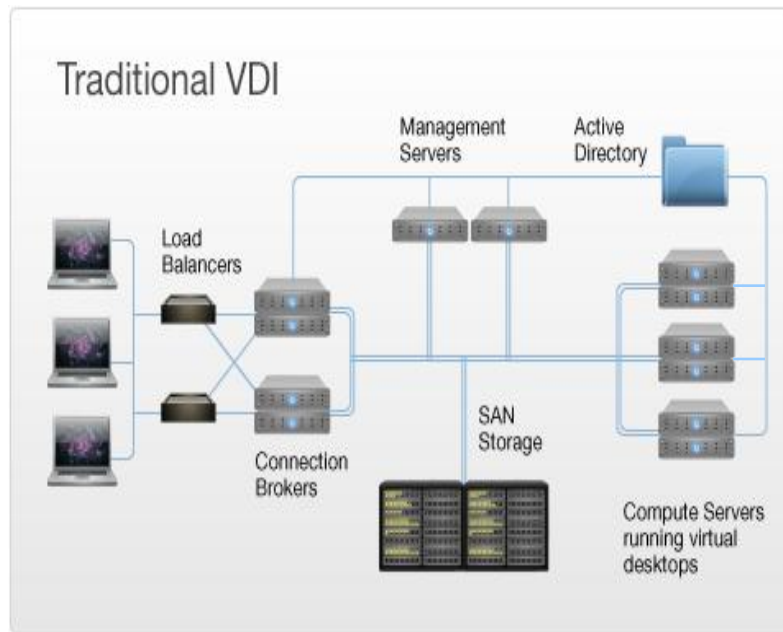 Traditional VDI
Management
Servers
Active
Directory
Load
Balancers
Connection
Brokers
SAN
Storage
Compute Servers
running virtual
desktops